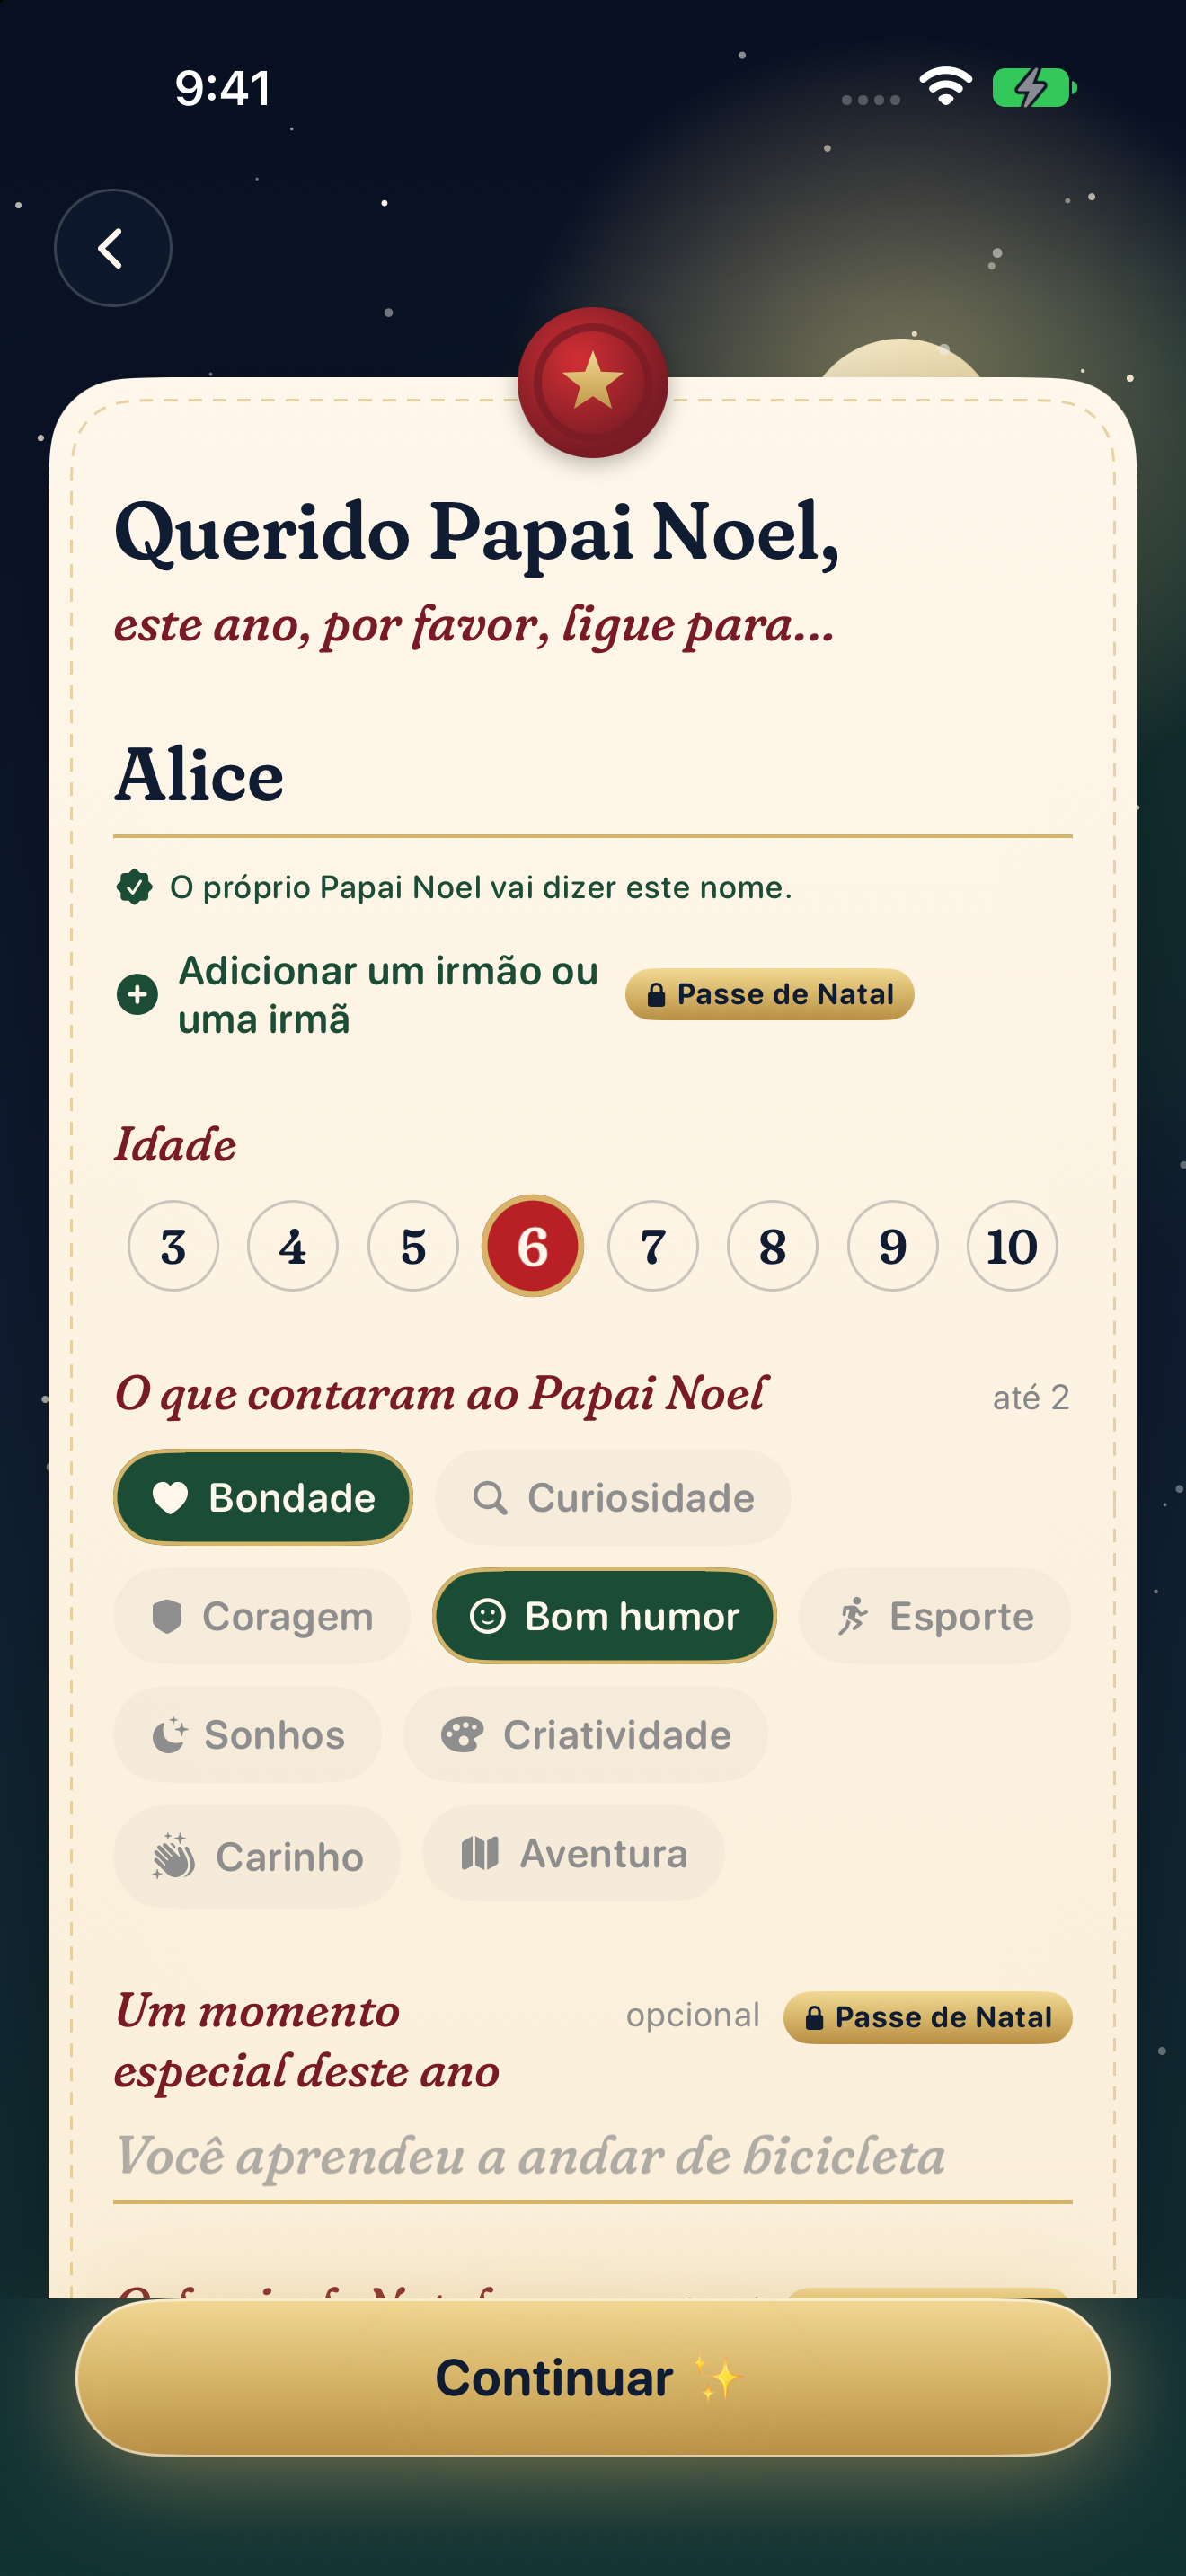 9:41
Querido Papai Noel,
este ano, por favor, ligue para...
Alice
O próprio Papai Noel vai dizer este nome.
Adicionar um irmão ou
uma irmã
Passe de Natal
Idade
3 4 5 6 7 8 9 10
O que contaram ao Papai Noel até 2
Bondade Curiosidade
Coragem Bom humor Esporte
Sonhos Criatividade
Carinho Aventura
Um momento
especial deste ano
opcional Passe de Natal
Você aprendeu a andar de bicicleta
Continuar ✨